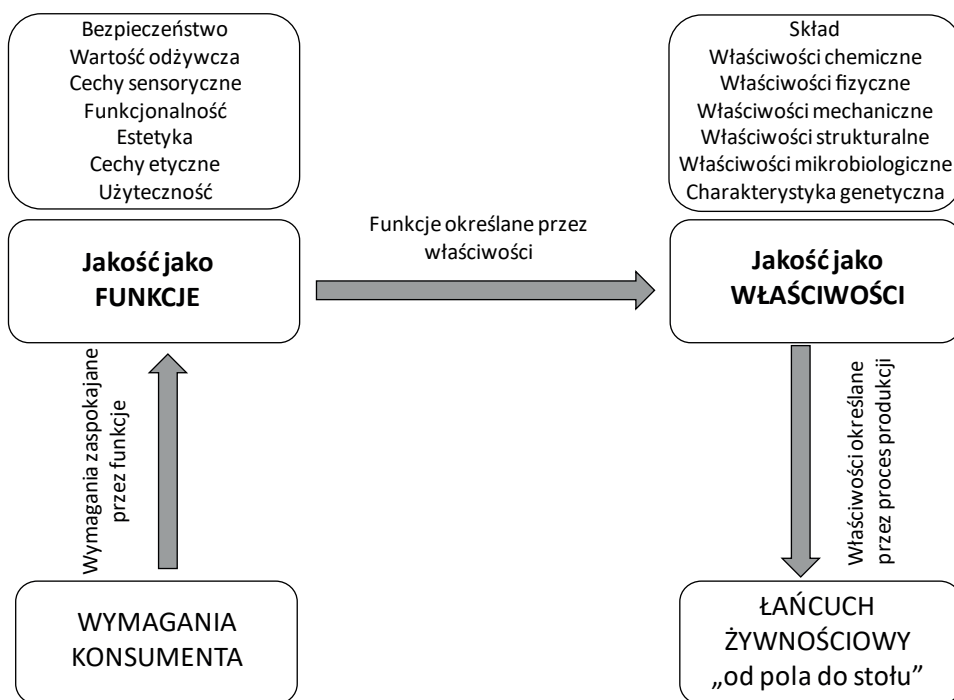 Bezpieczeństwo
Wartość odżywcza
Cechy sensoryczne
Funkcjonalność
Estetyka
Cechy etyczne
Użyteczność
Skład
Właściwości chemiczne
Właściwości fizyczne
Właściwości mechaniczne
Właściwości strukturalne
Właściwości mikrobiologiczne
Charakterystyka genetyczna
Jakość jako
FUNKCJE
Funkcje określane przez
właściwości
Jakość jako
WŁAŚCIWOŚCI
Wymagania zaspokajane
przez funkcje
Właściwości określane
przez proces produkcji
WYMAGANIA
KONSUMENTA
ŁAŃCUCH
ŻYWNOŚCIOWY
„od pola do stołu”